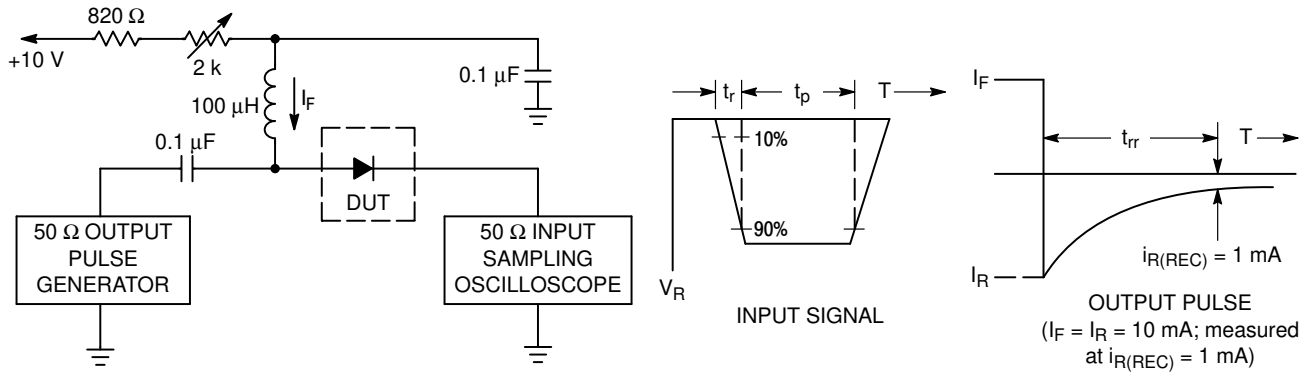 820 Ω
+10 V
2 k
100 μH
I_F
0.1 μF
0.1 μF
DUT
50 Ω OUTPUT
PULSE
GENERATOR
50 Ω INPUT
SAMPLING
OSCILLOSCOPE
t_r
t_p
T
10%
90%
V_R
INPUT SIGNAL
I_F
t_rr
T
I_R
i_R(REC) = 1 mA
OUTPUT PULSE
(I_F = I_R = 10 mA; measured
at i_R(REC) = 1 mA)